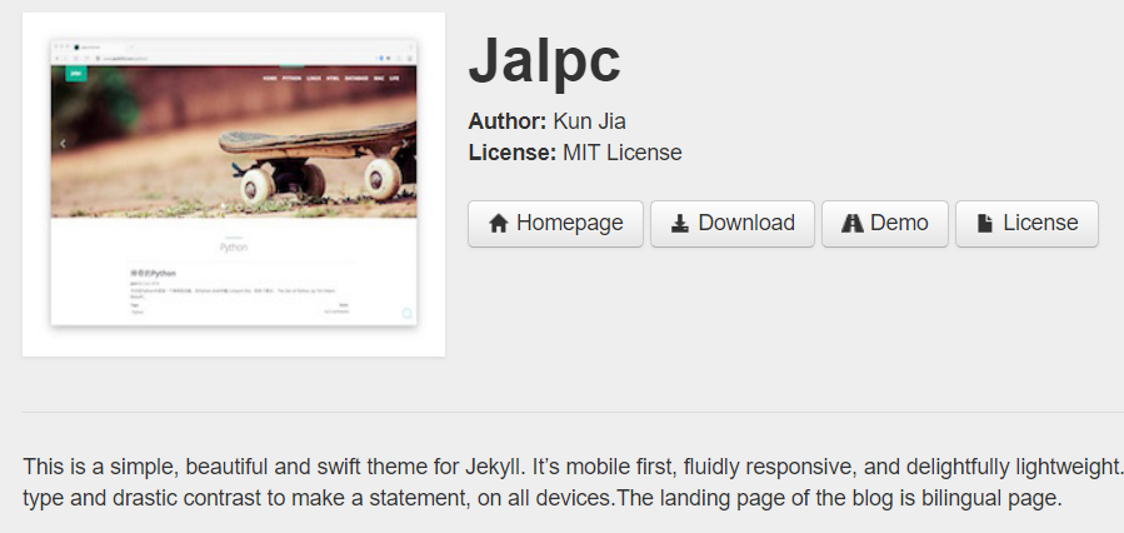 Jalpc
HOME PYTHON LINUX HTML DATABASE MAC LIFE
Python
Jalpc
Author: Kun Jia
License: MIT License
Homepage Download Demo License
This is a simple, beautiful and swift theme for Jekyll. It’s mobile first, fluidly responsive, and delightfully lightweight.
type and drastic contrast to make a statement, on all devices.The landing page of the blog is bilingual page.